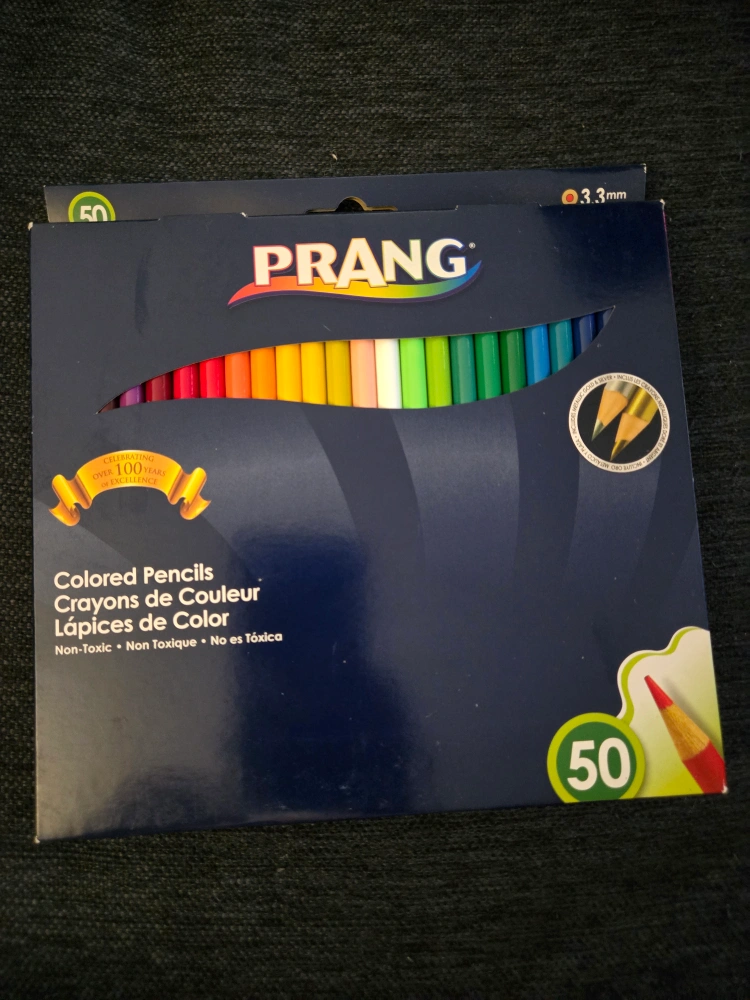 50
3.3mm
PRANG®
CELEBRATING
OVER 100 YEARS
OF EXCELLENCE
Colored Pencils
Crayons de Couleur
Lápices de Color
Non-Toxic • Non Toxique • No es Tóxica
50